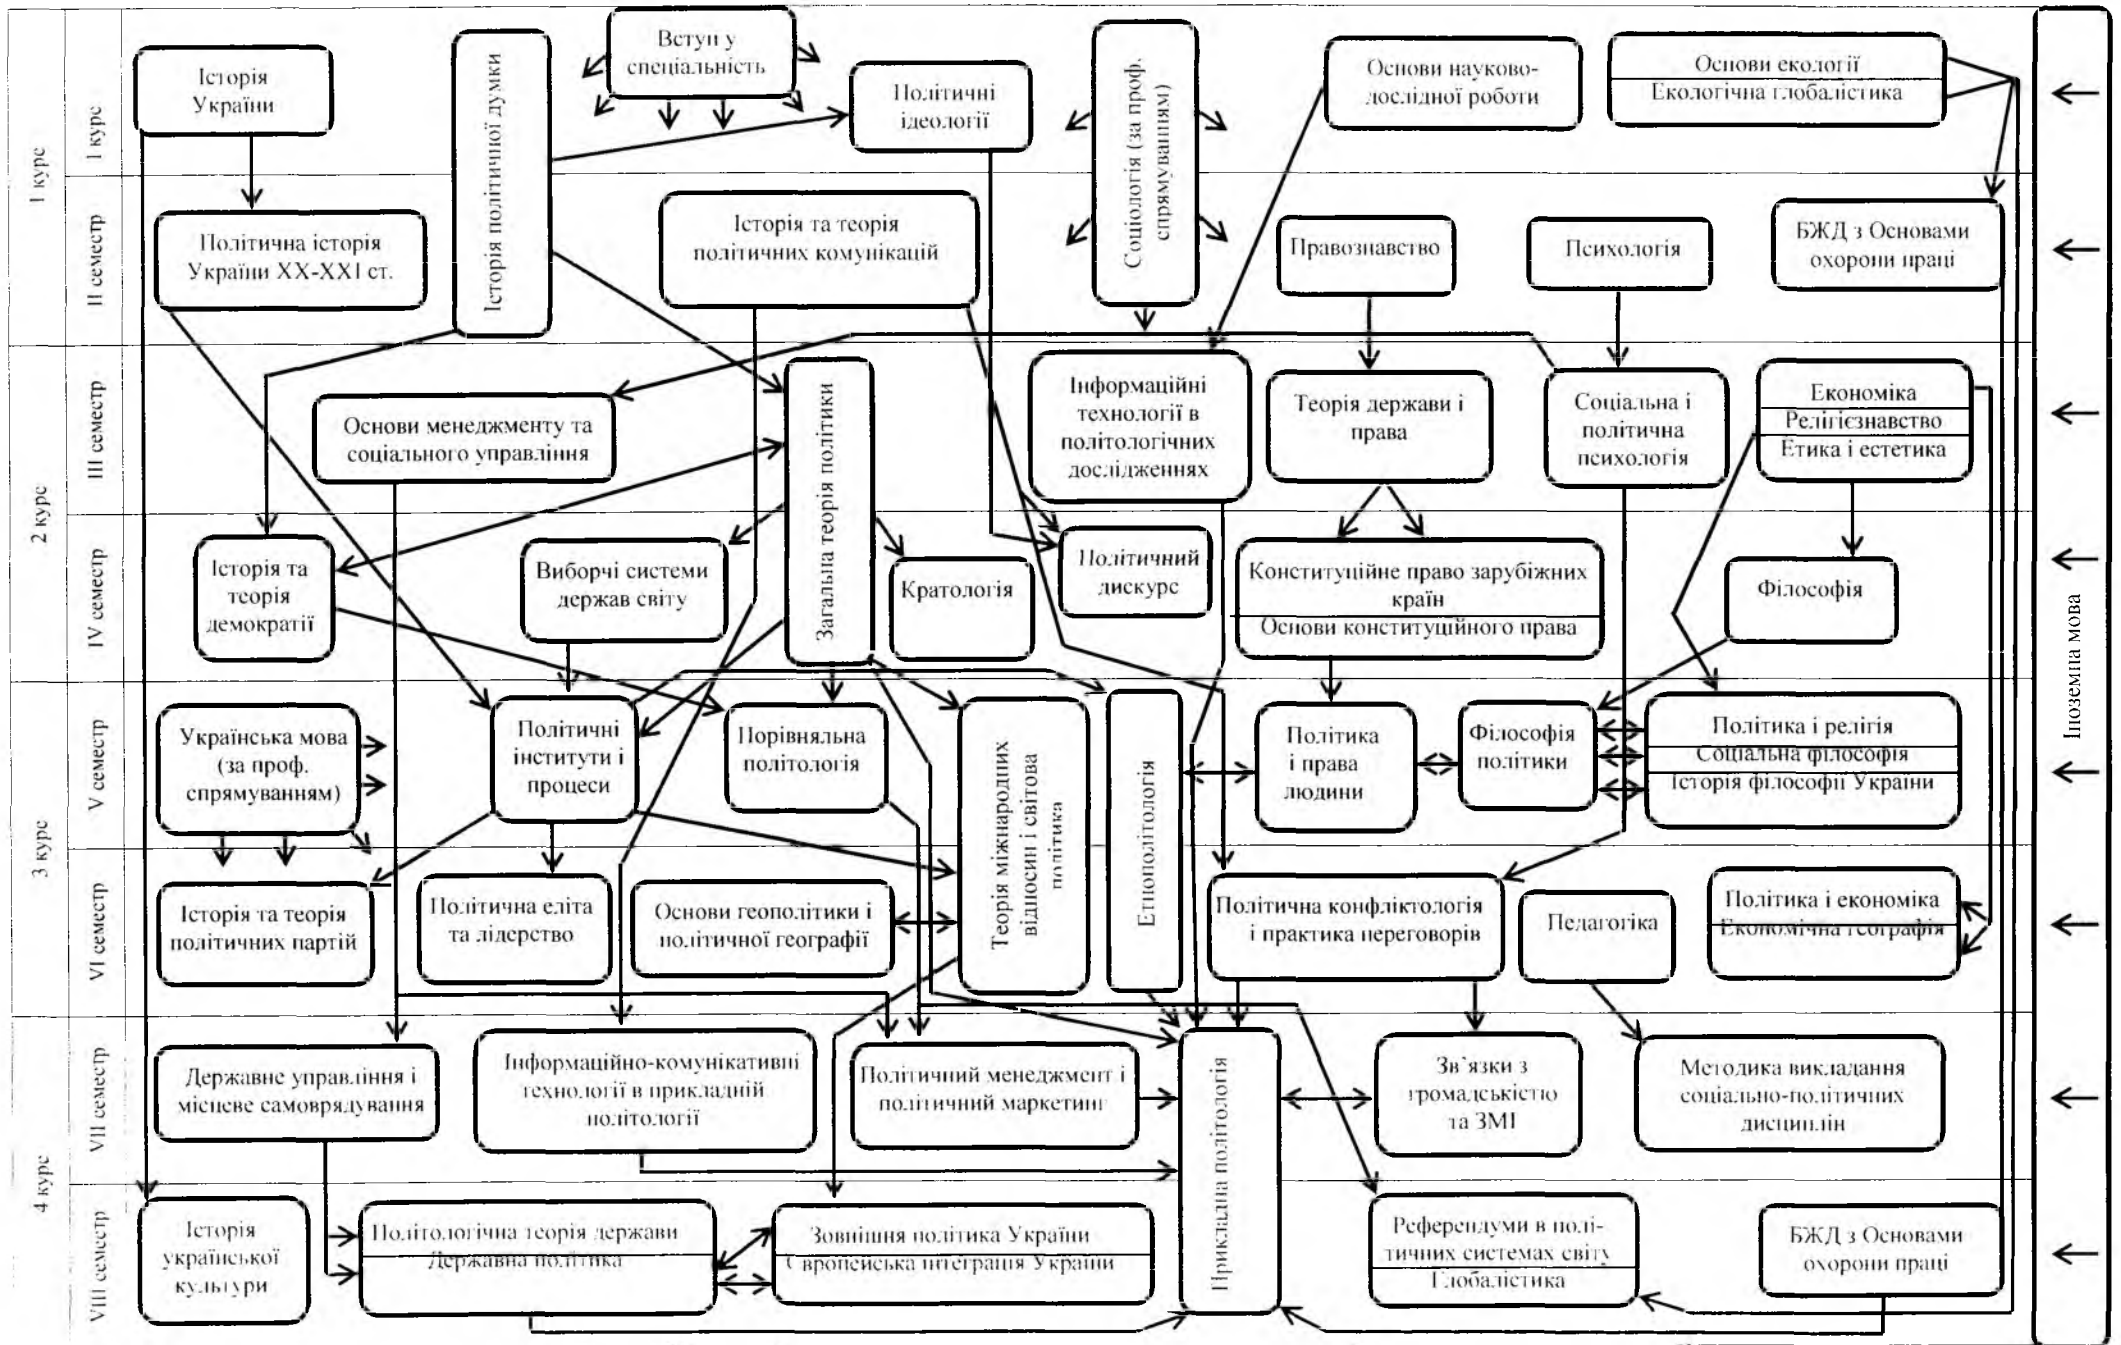 1 курс
2 курс
3 курс
4 курс
І курс
ІІ семестр
ІІІ семестр
IV семестр
V семестр
VI семестр
VII семестр
VIII семестр
Історія
України
Історія політичної думки
Вступ у
спеціальність
Політичні
ідеології
Соціологія (за проф.
спрямуванням)
Основи науково-
дослідної роботи
Основи екології
Екологічна глобалістика
Політична історія
України ХХ-ХХІ ст.
Історія та теорія
політичних комунікацій
Правознавство
Психологія
БЖД з Основами
охорони праці
Основи менеджменту та
соціального управління
Загальна теорія політики
Інформаційні
технології в
політологічних
дослідженнях
Теорія держави і
права
Соціальна і
політична
психологія
Економіка
Релігієзнавство
Етика і естетика
Історія та
теорія
демократії
Виборчі системи
держав світу
Кратологія
Політичний
дискурс
Конституційне право зарубіжних
країн
Основи конституційного права
Філософія
Українська мова
(за проф.
спрямуванням)
Політичні
інститути і
процеси
Порівняльна
політологія
Теорія міжнародних
відносин і світова
політика
Етнополітологія
Політика
і права
людини
Філософія
політики
Політика і релігія
Соціальна філософія
Історія філософії України
Історія та теорія
політичних партій
Політична еліта
та лідерство
Основи геополітики і
політичної географії
Політична конфліктологія
і практика переговорів
Педагогіка
Політика і економіка
Економічна географія
Державне управління і
місцеве самоврядування
Інформаційно-комунікативні
технології в прикладній
політології
Політичний менеджмент і
політичний маркетинг
Прикладна політологія
Зв`язки з
громадськістю
та ЗМІ
Методика викладання
соціально-політичних
дисциплін
Історія
української
культури
Політологічна теорія держави
Державна політика
Зовнішня політика України
Європейська інтеграція України
Референдуми в полі-
тичних системах світу
Глобалістика
БЖД з Основами
охорони праці
Іноземна мова